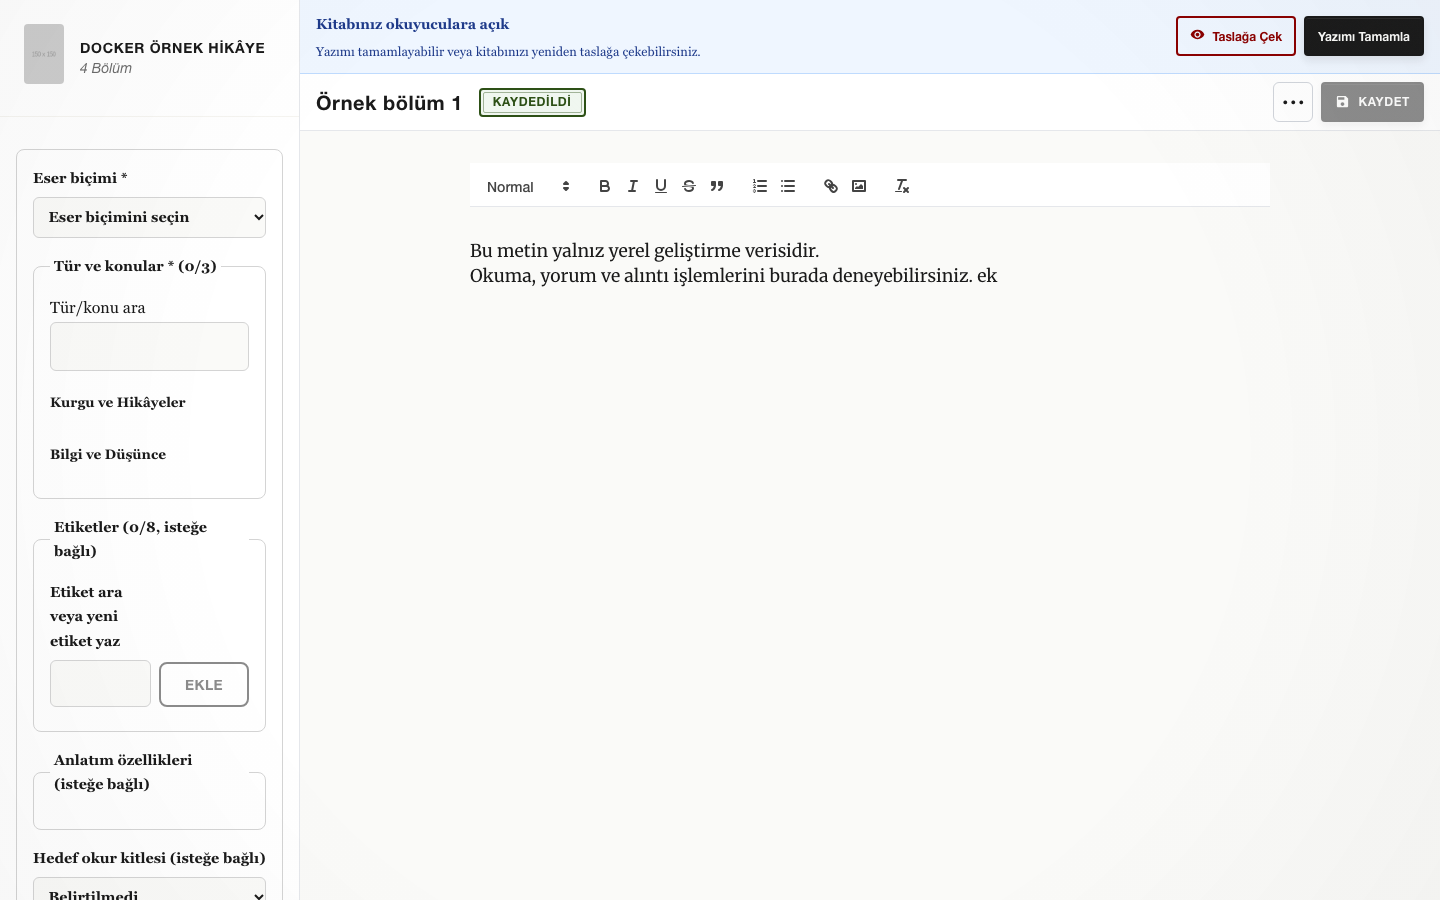 150 x 150
DOCKER ÖRNEK HİKÂYE
4 Bölüm
Eser biçimi *
Eser biçimini seçin
Tür ve konular * (0/3)
Tür/konu ara
Kurgu ve Hikâyeler
Bilgi ve Düşünce
Etiketler (0/8, isteğe
bağlı)
Etiket ara
veya yeni
etiket yaz
EKLE
Anlatım özellikleri
(isteğe bağlı)
Hedef okur kitlesi (isteğe bağlı)
Belirtilmedi
Kitabınız okuyuculara açık
Yazımı tamamlayabilir veya kitabınızı yeniden taslağa çekebilirsiniz.
Taslağa Çek
Yazımı Tamamla
Örnek bölüm 1
KAYDEDİLDİ
KAYDET
Normal
Bu metin yalnız yerel geliştirme verisidir.
Okuma, yorum ve alıntı işlemlerini burada deneyebilirsiniz. ek